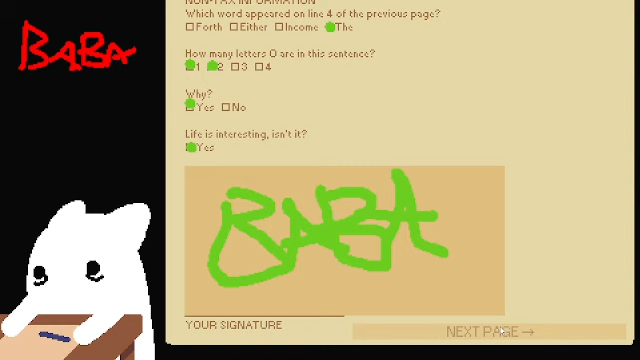 BABA
NON-TAX INFORMATION
Which word appeared on line 4 of the previous page?
Forth Either Income The
How many letters O are in this sentence?
1 2 3 4
Why?
Yes No
Life is interesting, isn't it?
Yes
BABA
YOUR SIGNATURE
NEXT PAGE →